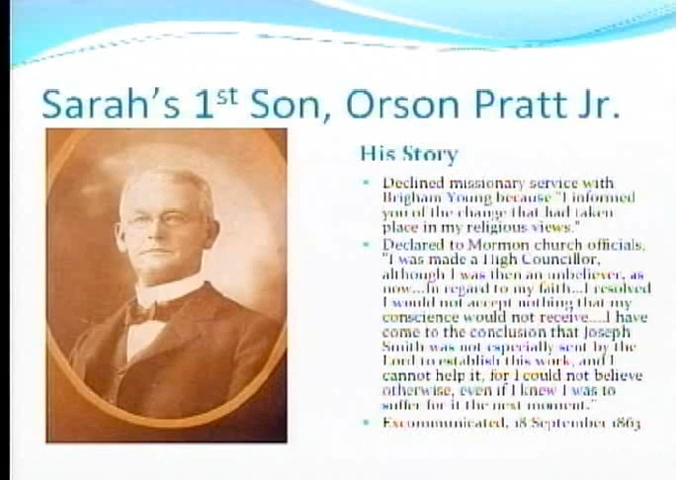 Sarah's 1st Son, Orson Pratt Jr.
His Story
• Declined missionary service with
Brigham Young because "I informed
you of the change that had taken
place in my religious views."
• Declared to Mormon church officials,
"I was made a High Councillor,
although I was then an unbeliever, as
now...In regard to my faith...I resolved
I would not accept nothing that my
conscience would not receive....I have
come to the conclusion that Joseph
Smith was not especially sent by the
Lord to establish this work, and I
cannot help it, for I could not believe
otherwise, even if I knew I was to
suffer for it the next moment."
• Excommunicated, 18 September 1863